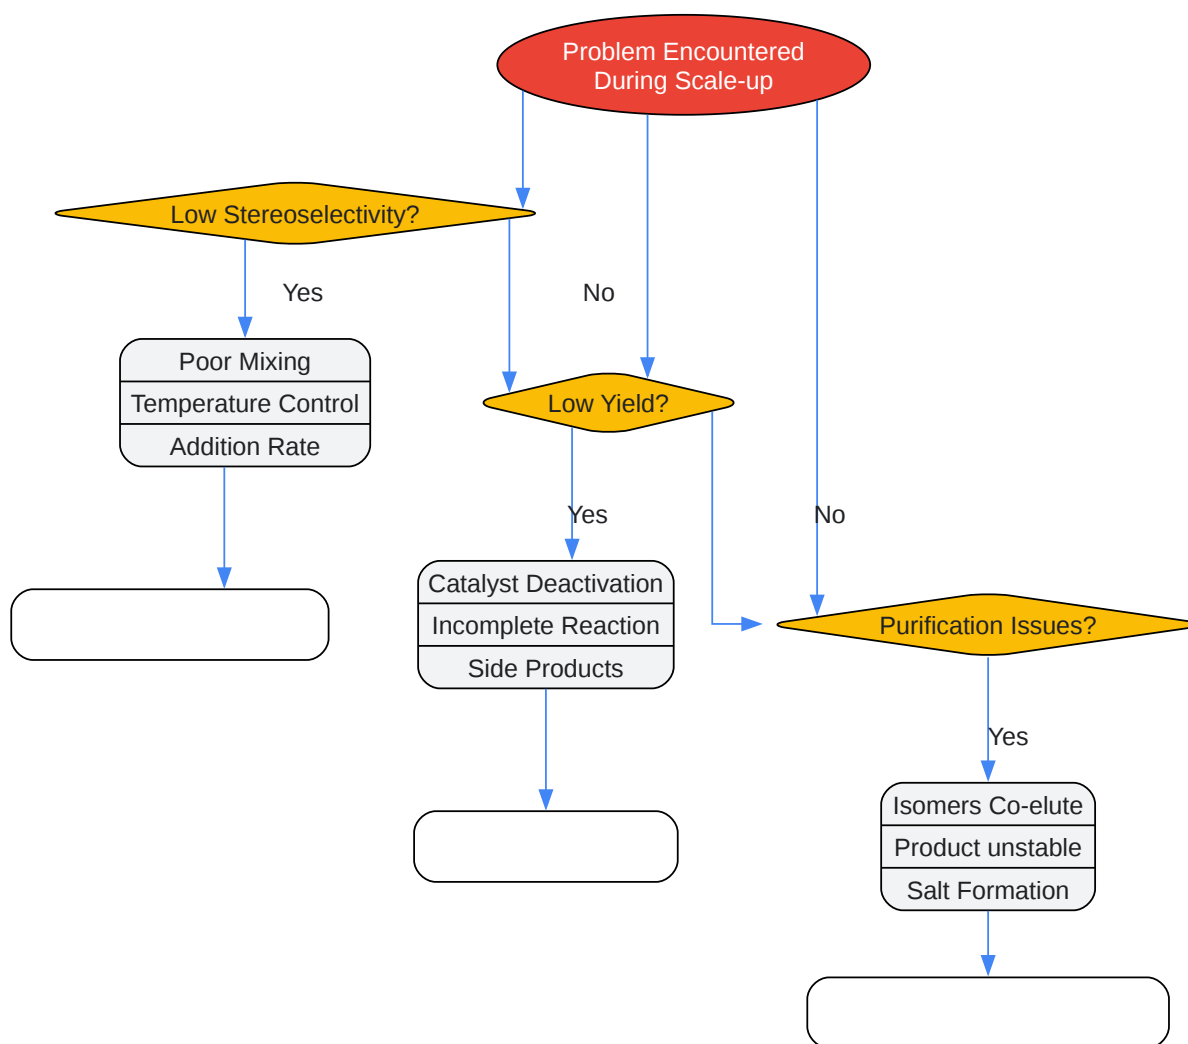 Problem Encountered
During Scale-up
Low Stereoselectivity?
Yes
No
Poor Mixing
Temperature Control
Addition Rate
Low Yield?
Yes
No
Catalyst Deactivation
Incomplete Reaction
Side Products
Purification Issues?
Yes
Isomers Co-elute
Product unstable
Salt Formation